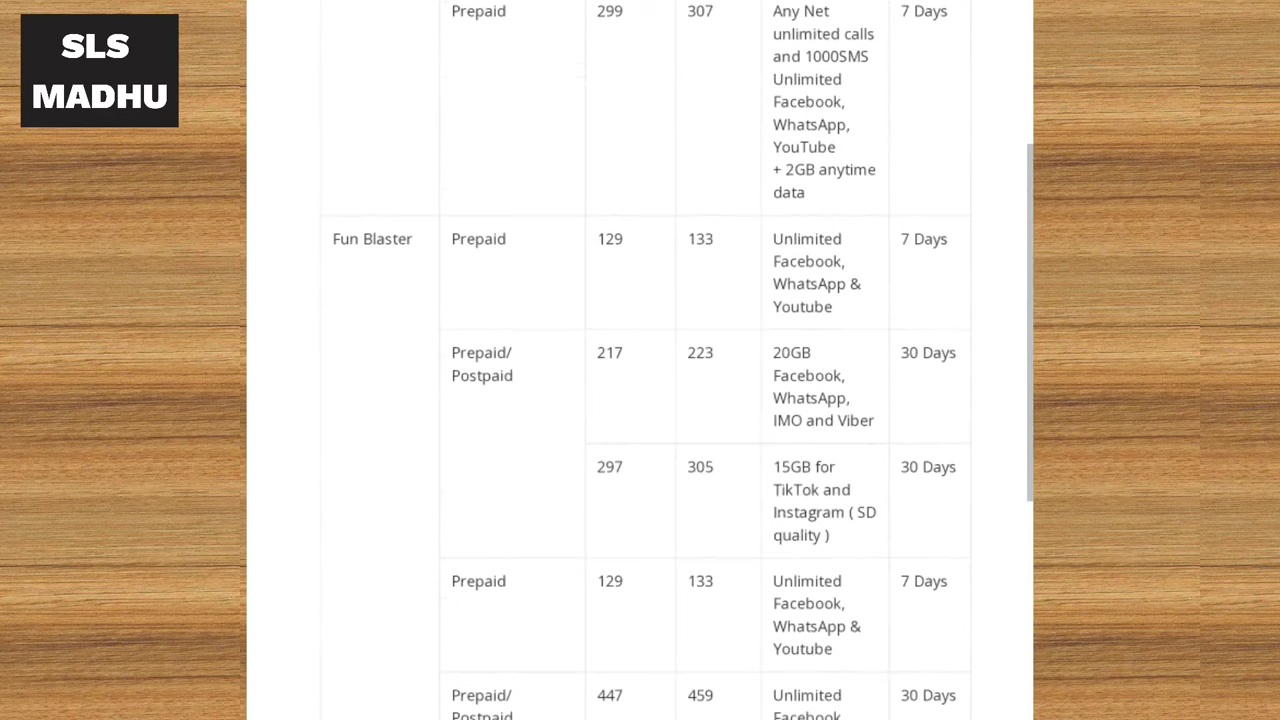 SLS
MADHU
Prepaid
299
307
Any Net
unlimited calls
and 1000SMS
Unlimited
Facebook,
WhatsApp,
YouTube
+ 2GB anytime
data
7 Days
Fun Blaster
Prepaid
129
133
Unlimited
Facebook,
WhatsApp &
Youtube
7 Days
Prepaid/
Postpaid
217
223
20GB
Facebook,
WhatsApp,
IMO and Viber
30 Days
297
305
15GB for
TikTok and
Instagram ( SD
quality )
30 Days
Prepaid
129
133
Unlimited
Facebook,
WhatsApp &
Youtube
7 Days
Prepaid/
Postpaid
447
459
Unlimited
Facebook
30 Days